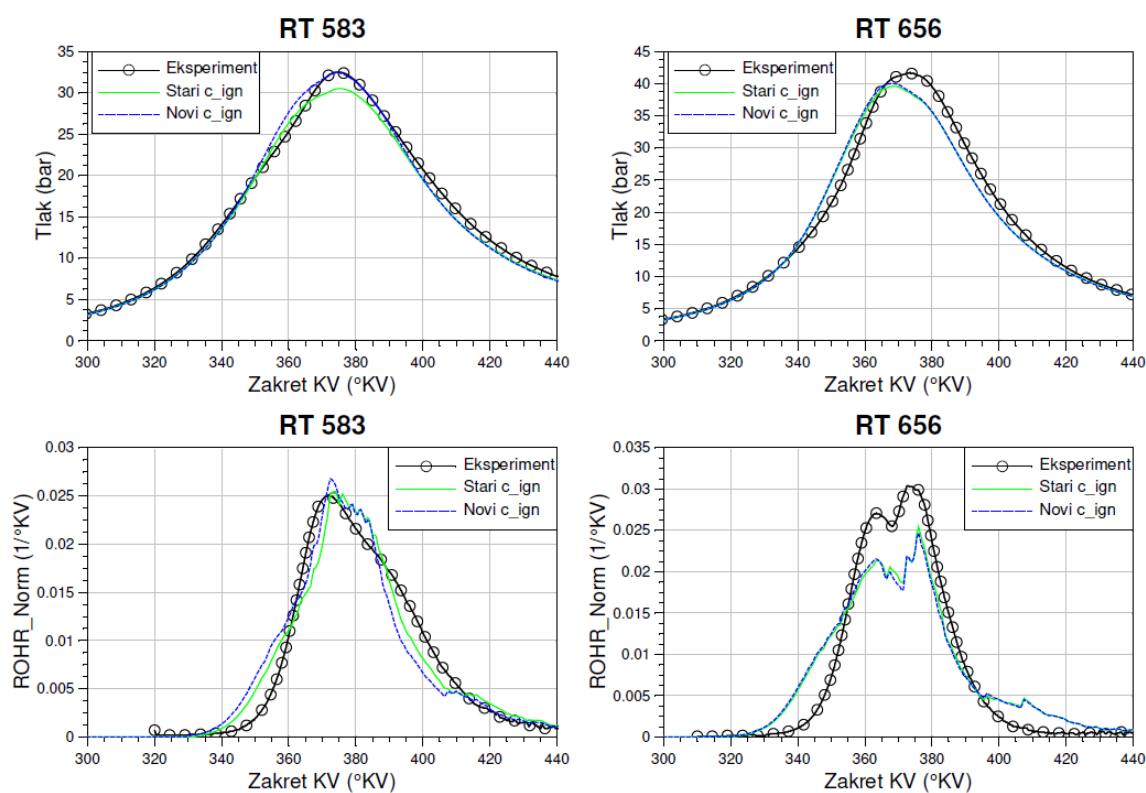 RT 583
35
30
25
20
15
10
5
0
Tlak (bar)
Eksperiment
Stari c_ign
Novi c_ign
300
320
340
360
380
400
420
440
Zakret KV (°KV)
RT 656
45
40
35
30
25
20
15
10
5
0
Tlak (bar)
Eksperiment
Stari c_ign
Novi c_ign
300
320
340
360
380
400
420
440
Zakret KV (°KV)
RT 583
0.03
0.025
0.02
0.015
0.01
0.005
0
ROHR_Norm (1/°KV)
Eksperiment
Stari c_ign
Novi c_ign
300
320
340
360
380
400
420
440
Zakret KV (°KV)
RT 656
0.035
0.03
0.025
0.02
0.015
0.01
0.005
0
ROHR_Norm (1/°KV)
Eksperiment
Stari c_ign
Novi c_ign
300
320
340
360
380
400
420
440
Zakret KV (°KV)